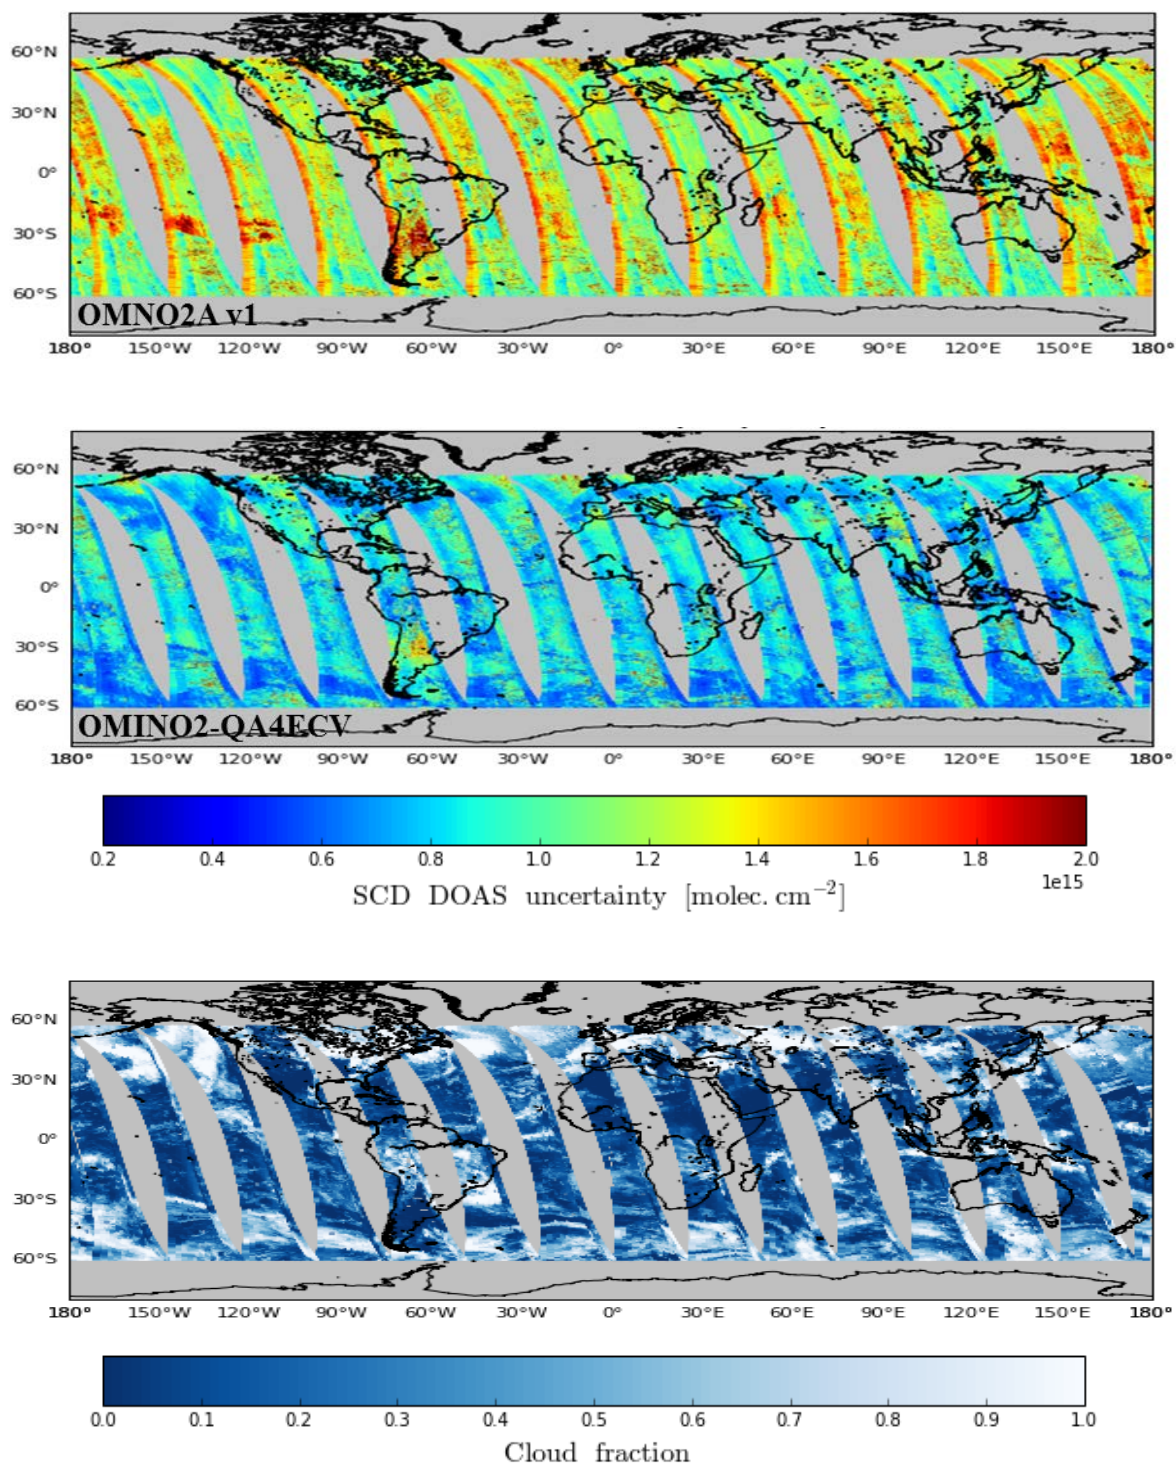 60°N
30°N
0°
30°S
60°S
OMNO2A v1
180° 150°W 120°W 90°W 60°W 30°W 0° 30°E 60°E 90°E 120°E 150°E 180°
60°N
30°N
0°
30°S
60°S
OMINO2-QA4ECV
180° 150°W 120°W 90°W 60°W 30°W 0° 30°E 60°E 90°E 120°E 150°E 180°
0.2 0.4 0.6 0.8 1.0 1.2 1.4 1.6 1.8 2.0
1e15
SCD DOAS uncertainty [molec. cm⁻²]
60°N
30°N
0°
30°S
60°S
180° 150°W 120°W 90°W 60°W 30°W 0° 30°E 60°E 90°E 120°E 150°E 180°
0.0 0.1 0.2 0.3 0.4 0.5 0.6 0.7 0.8 0.9 1.0
Cloud fraction